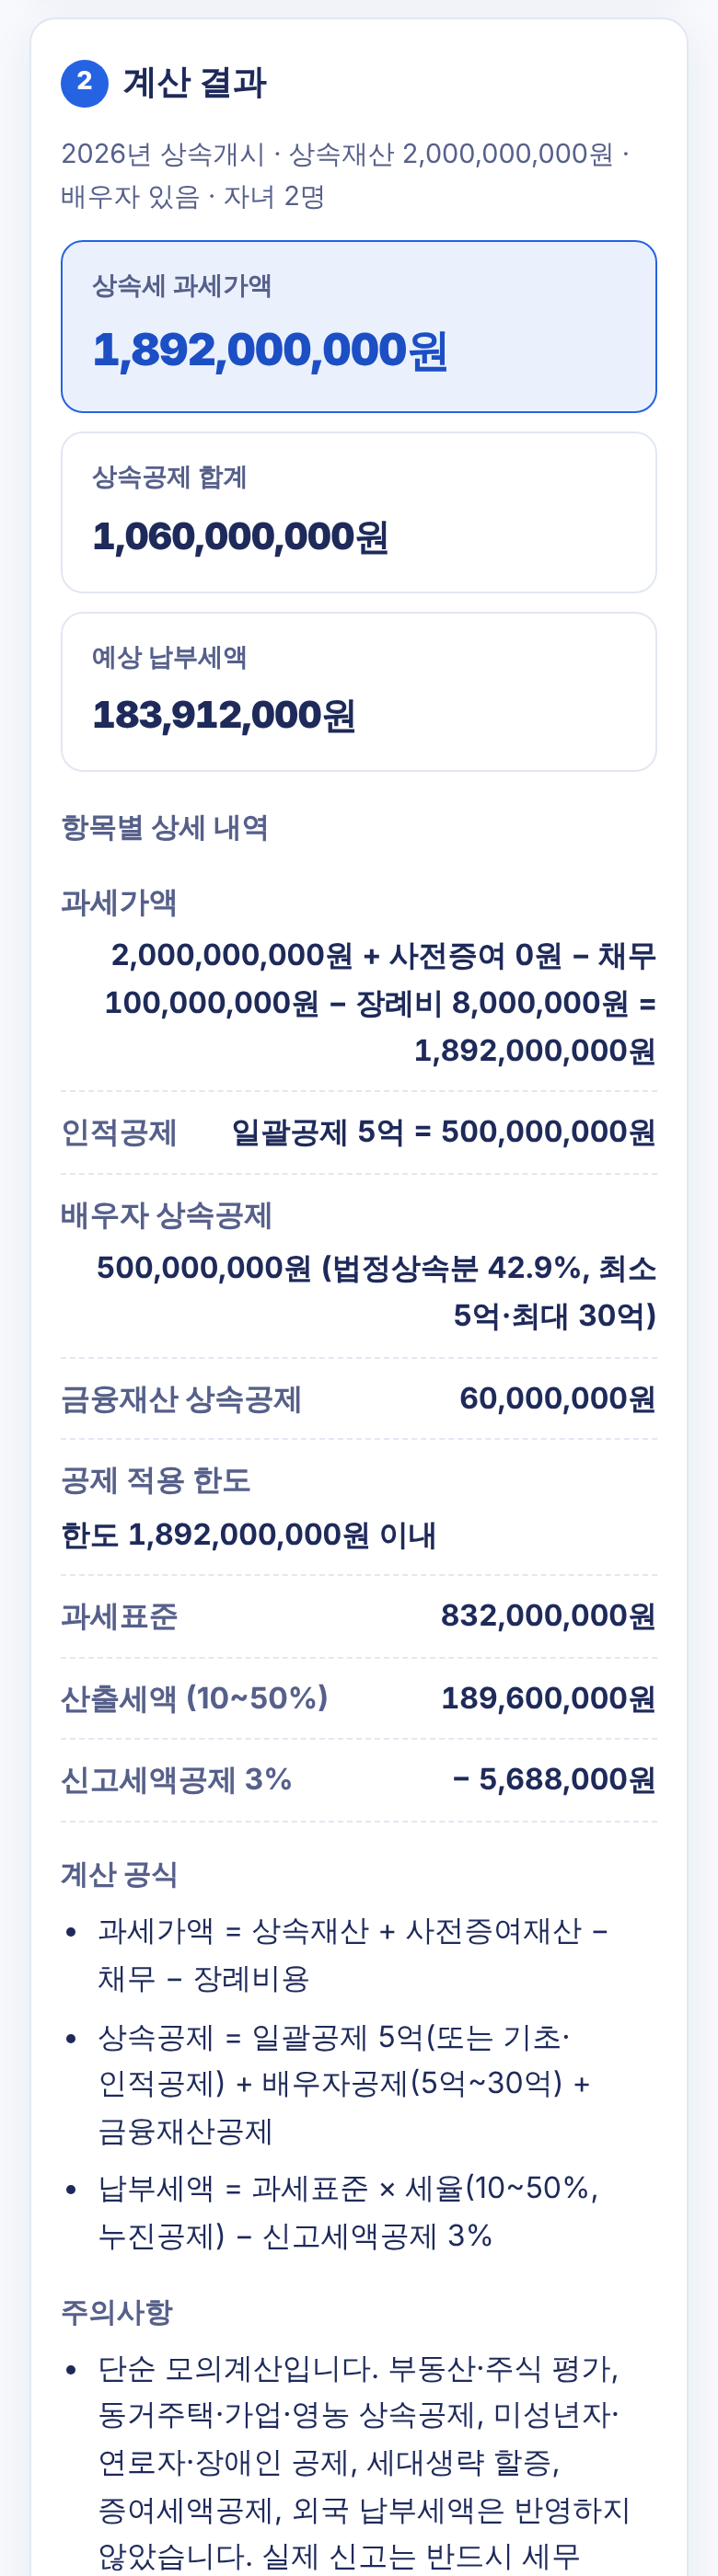 2 계산 결과
2026년 상속개시 · 상속재산 2,000,000,000원 ·
배우자 있음 · 자녀 2명
상속세 과세가액
1,892,000,000원
상속공제 합계
1,060,000,000원
예상 납부세액
183,912,000원
항목별 상세 내역
과세가액
2,000,000,000원 + 사전증여 0원 − 채무
100,000,000원 − 장례비 8,000,000원 =
1,892,000,000원
인적공제 일괄공제 5억 = 500,000,000원
배우자 상속공제
500,000,000원 (법정상속분 42.9%, 최소
5억·최대 30억)
금융재산 상속공제 60,000,000원
공제 적용 한도
한도 1,892,000,000원 이내
과세표준 832,000,000원
산출세액 (10~50%) 189,600,000원
신고세액공제 3% − 5,688,000원
계산 공식
• 과세가액 = 상속재산 + 사전증여재산 −
채무 − 장례비용
• 상속공제 = 일괄공제 5억(또는 기초·
인적공제) + 배우자공제(5억~30억) +
금융재산공제
• 납부세액 = 과세표준 × 세율(10~50%,
누진공제) − 신고세액공제 3%
주의사항
• 단순 모의계산입니다. 부동산·주식 평가,
동거주택·가업·영농 상속공제, 미성년자·
연로자·장애인 공제, 세대생략 할증,
증여세액공제, 외국 납부세액은 반영하지
않았습니다. 실제 신고는 반드시 세무